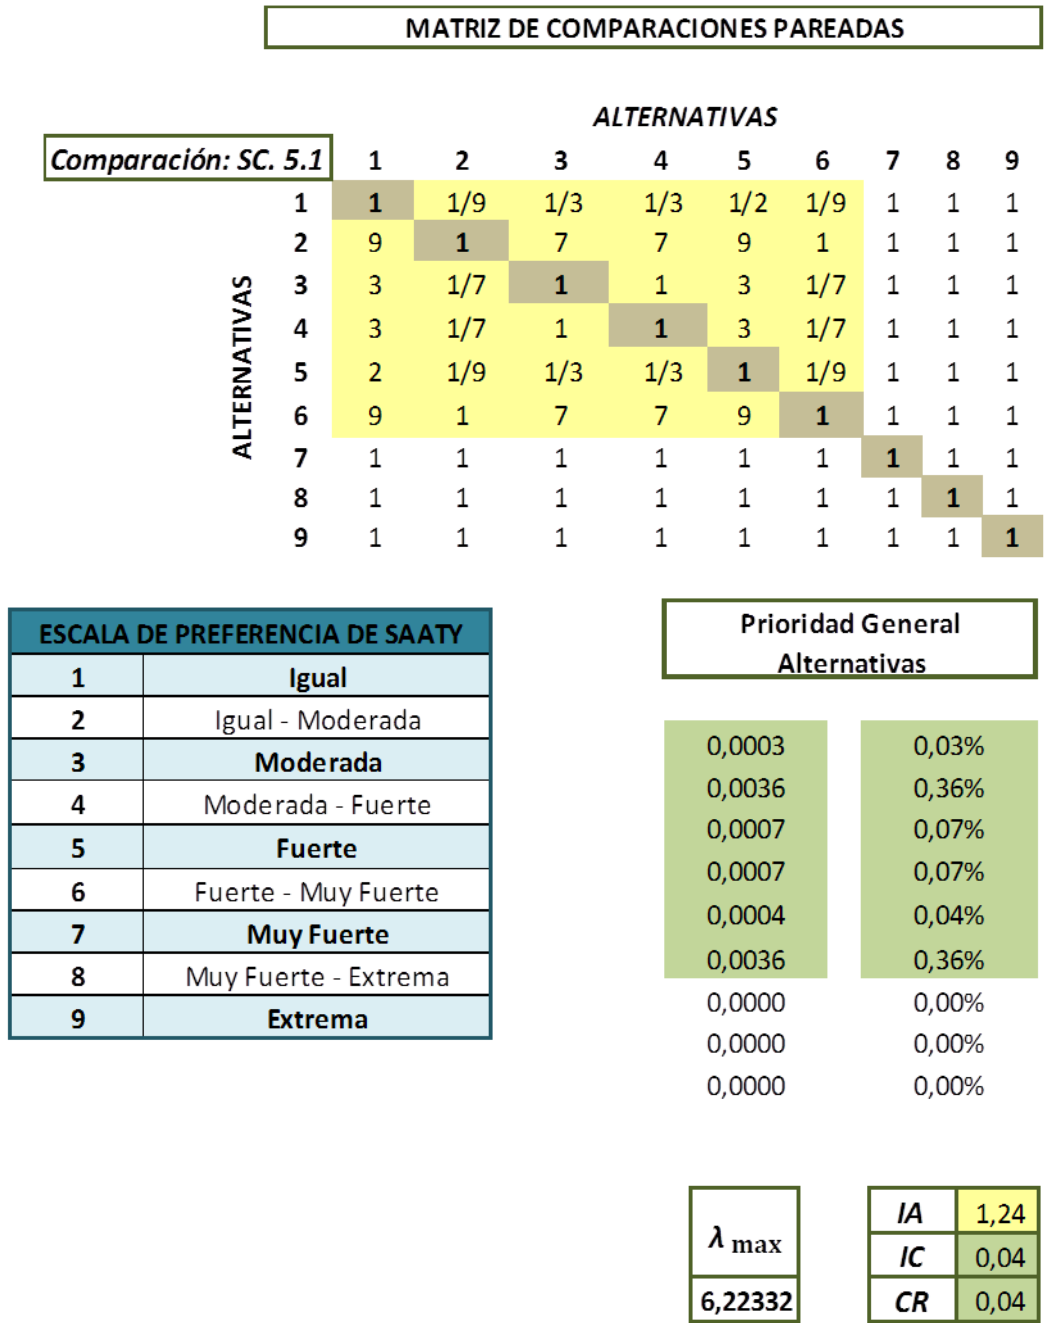 MATRIZ DE COMPARACIONES PAREADAS
ALTERNATIVAS
Comparación: SC. 5.1 1 2 3 4 5 6 7 8 9
1 1 1/9 1/3 1/3 1/2 1/9 1 1 1
2 9 1 7 7 9 1 1 1 1
3 3 1/7 1 1 3 1/7 1 1 1
4 3 1/7 1 1 3 1/7 1 1 1
5 2 1/9 1/3 1/3 1 1/9 1 1 1
6 9 1 7 7 9 1 1 1 1
7 1 1 1 1 1 1 1 1 1
8 1 1 1 1 1 1 1 1 1
9 1 1 1 1 1 1 1 1 1
ALTERNATIVAS
ESCALA DE PREFERENCIA DE SAATY
1 Igual
2 Igual - Moderada
3 Moderada
4 Moderada - Fuerte
5 Fuerte
6 Fuerte - Muy Fuerte
7 Muy Fuerte
8 Muy Fuerte - Extrema
9 Extrema
Prioridad General
Alternativas
0,0003 0,03%
0,0036 0,36%
0,0007 0,07%
0,0007 0,07%
0,0004 0,04%
0,0036 0,36%
0,0000 0,00%
0,0000 0,00%
0,0000 0,00%
λ max
6,22332
IA 1,24
IC 0,04
CR 0,04